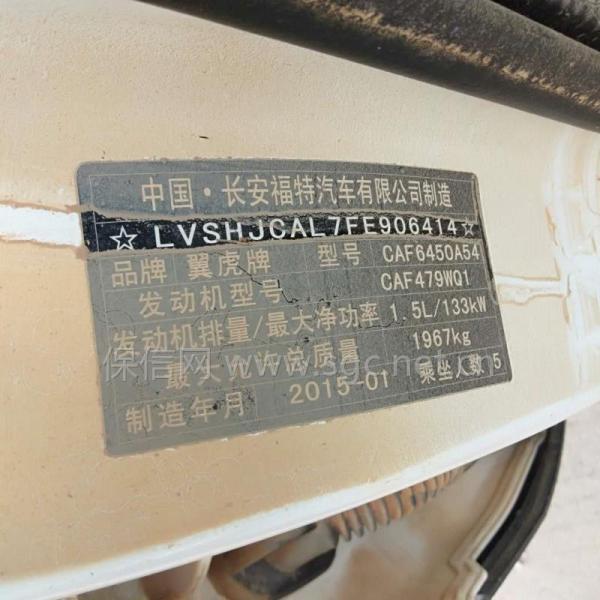 中国·长安福特汽车有限公司制造
☆LVSHJCAL7FE906414☆
品牌 翼虎牌 型号 CAF6450A54
发动机型号 CAF479WQ1
发动机排量/最大净功率 1.5L/133kW
最大允许总质量 1967kg
制造年月 2015-01 乘坐人数 5
保信网 www.sgc.net.cn